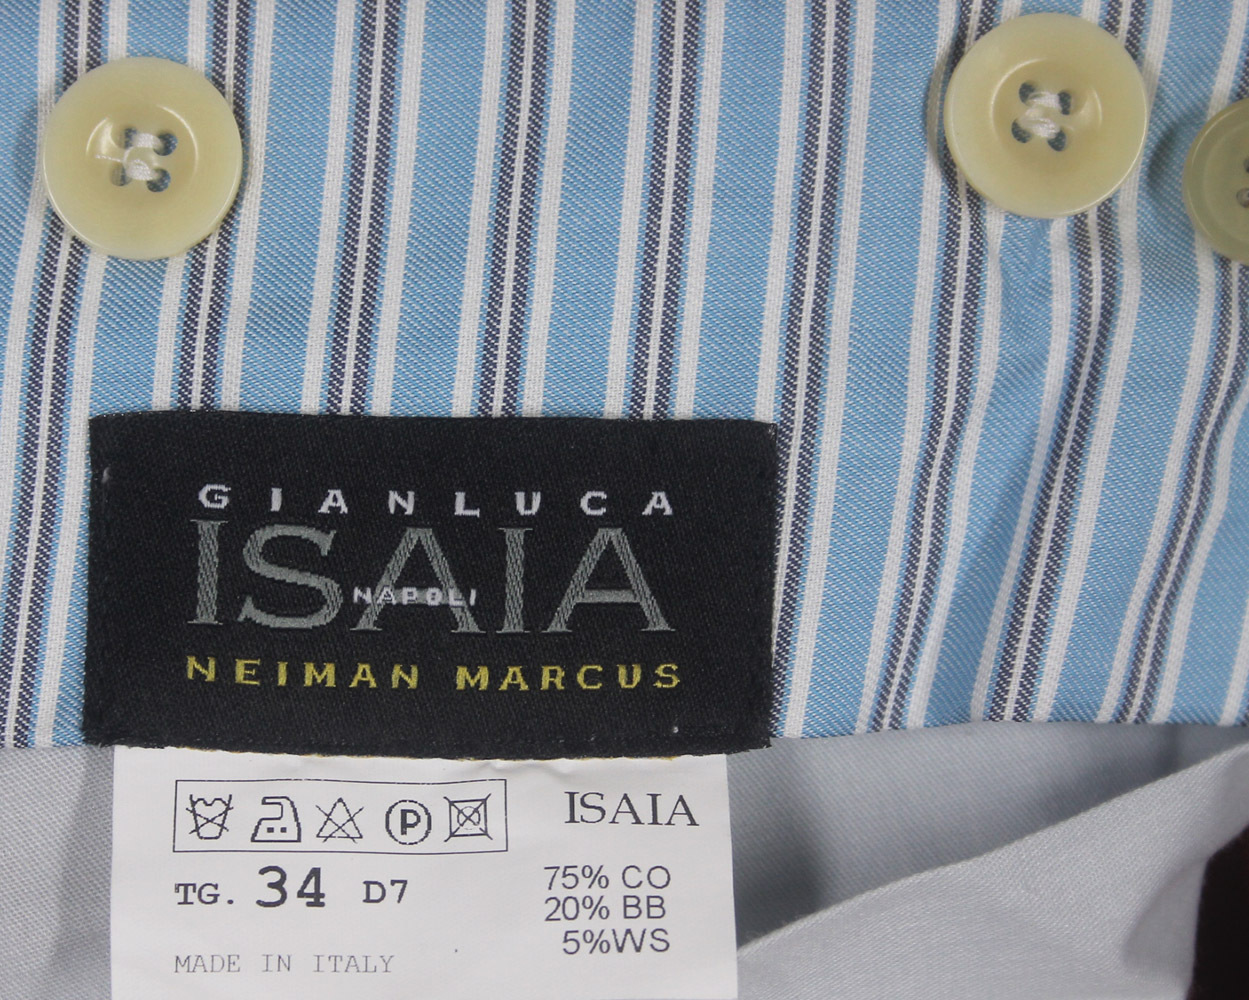 GIANLUCA
ISAIA
NAPOLI
NEIMAN MARCUS
P
ISAIA
TG. 34 D7
75% CO
20% BB
5%WS
MADE IN ITALY